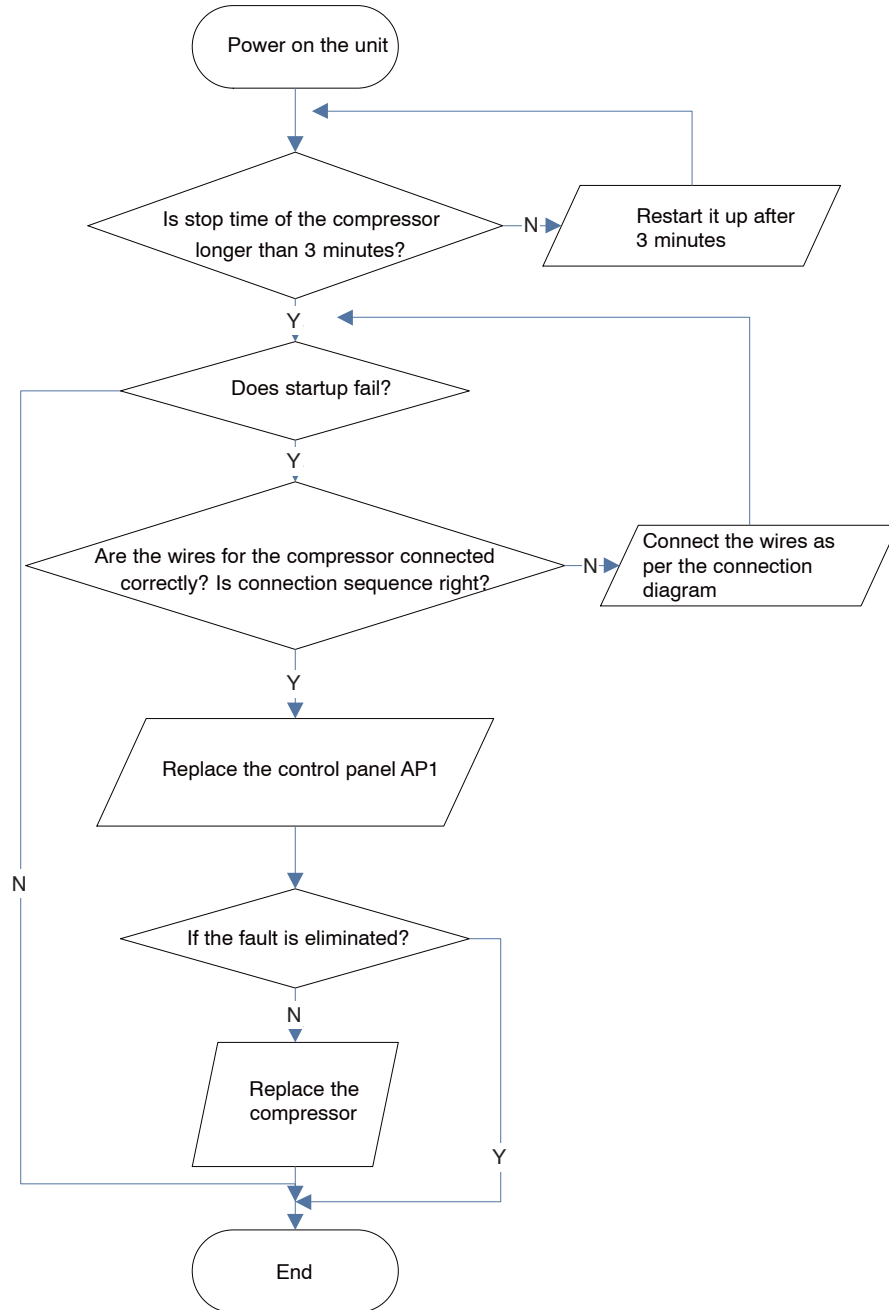 Power on the unit
Is stop time of the compressor
longer than 3 minutes?
N
Restart it up after
3 minutes
Y
Does startup fail?
Y
Are the wires for the compressor connected
correctly? Is connection sequence right?
N
Connect the wires as
per the connection
diagram
Y
Replace the control panel AP1
N
If the fault is eliminated?
N
Replace the
compressor
Y
End